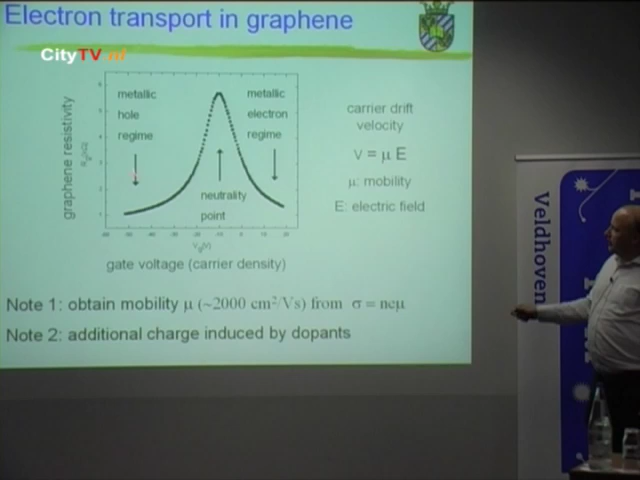 Electron transport in graphene
CityTV.nl
metallic
hole
regime
metallic
electron
regime
neutrality
point
graphene resistivity
gate voltage (carrier density)
carrier drift
velocity
v = μ E
μ: mobility
E: electric field
Note 1: obtain mobility μ (~2000 cm²/Vs) from σ = neμ
Note 2: additional charge induced by dopants
Veldhoven